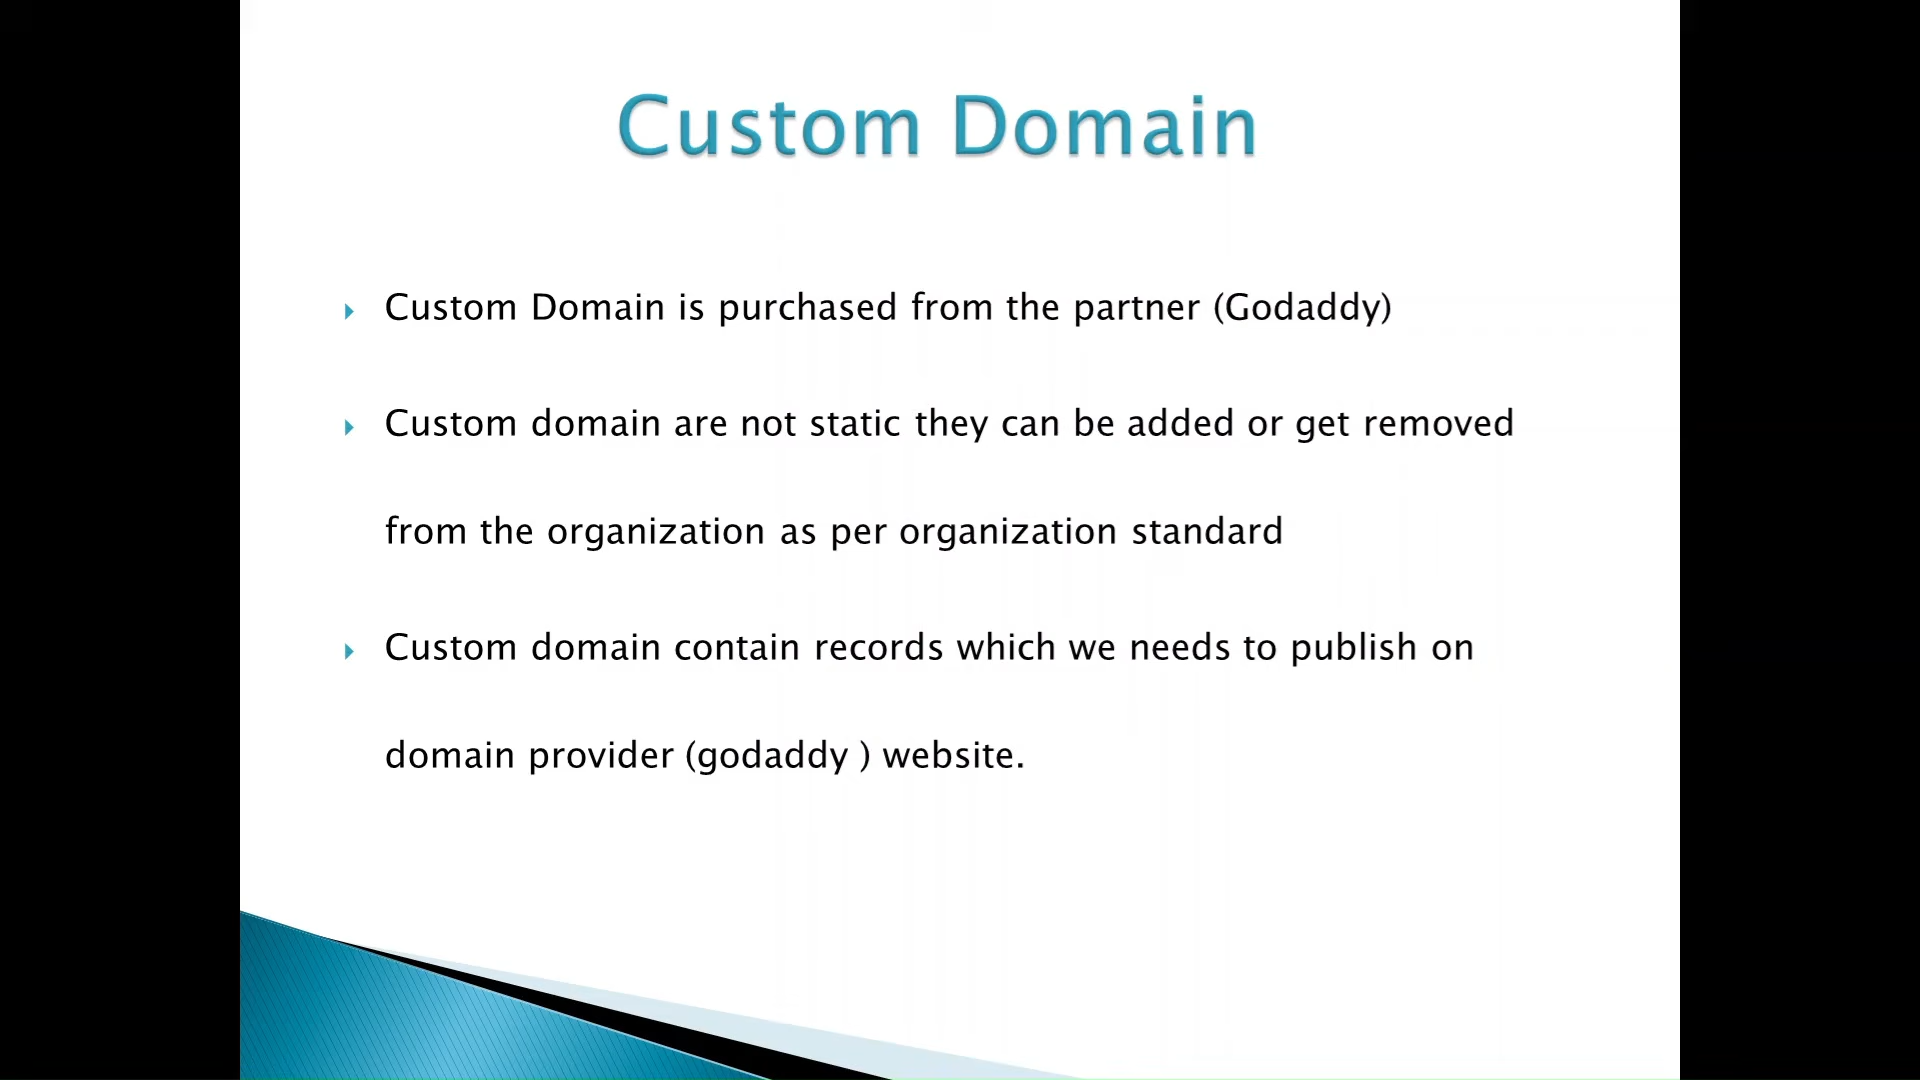 Custom Domain
Custom Domain is purchased from the partner (Godaddy)
Custom domain are not static they can be added or get removed
from the organization as per organization standard
Custom domain contain records which we needs to publish on
domain provider (godaddy ) website.